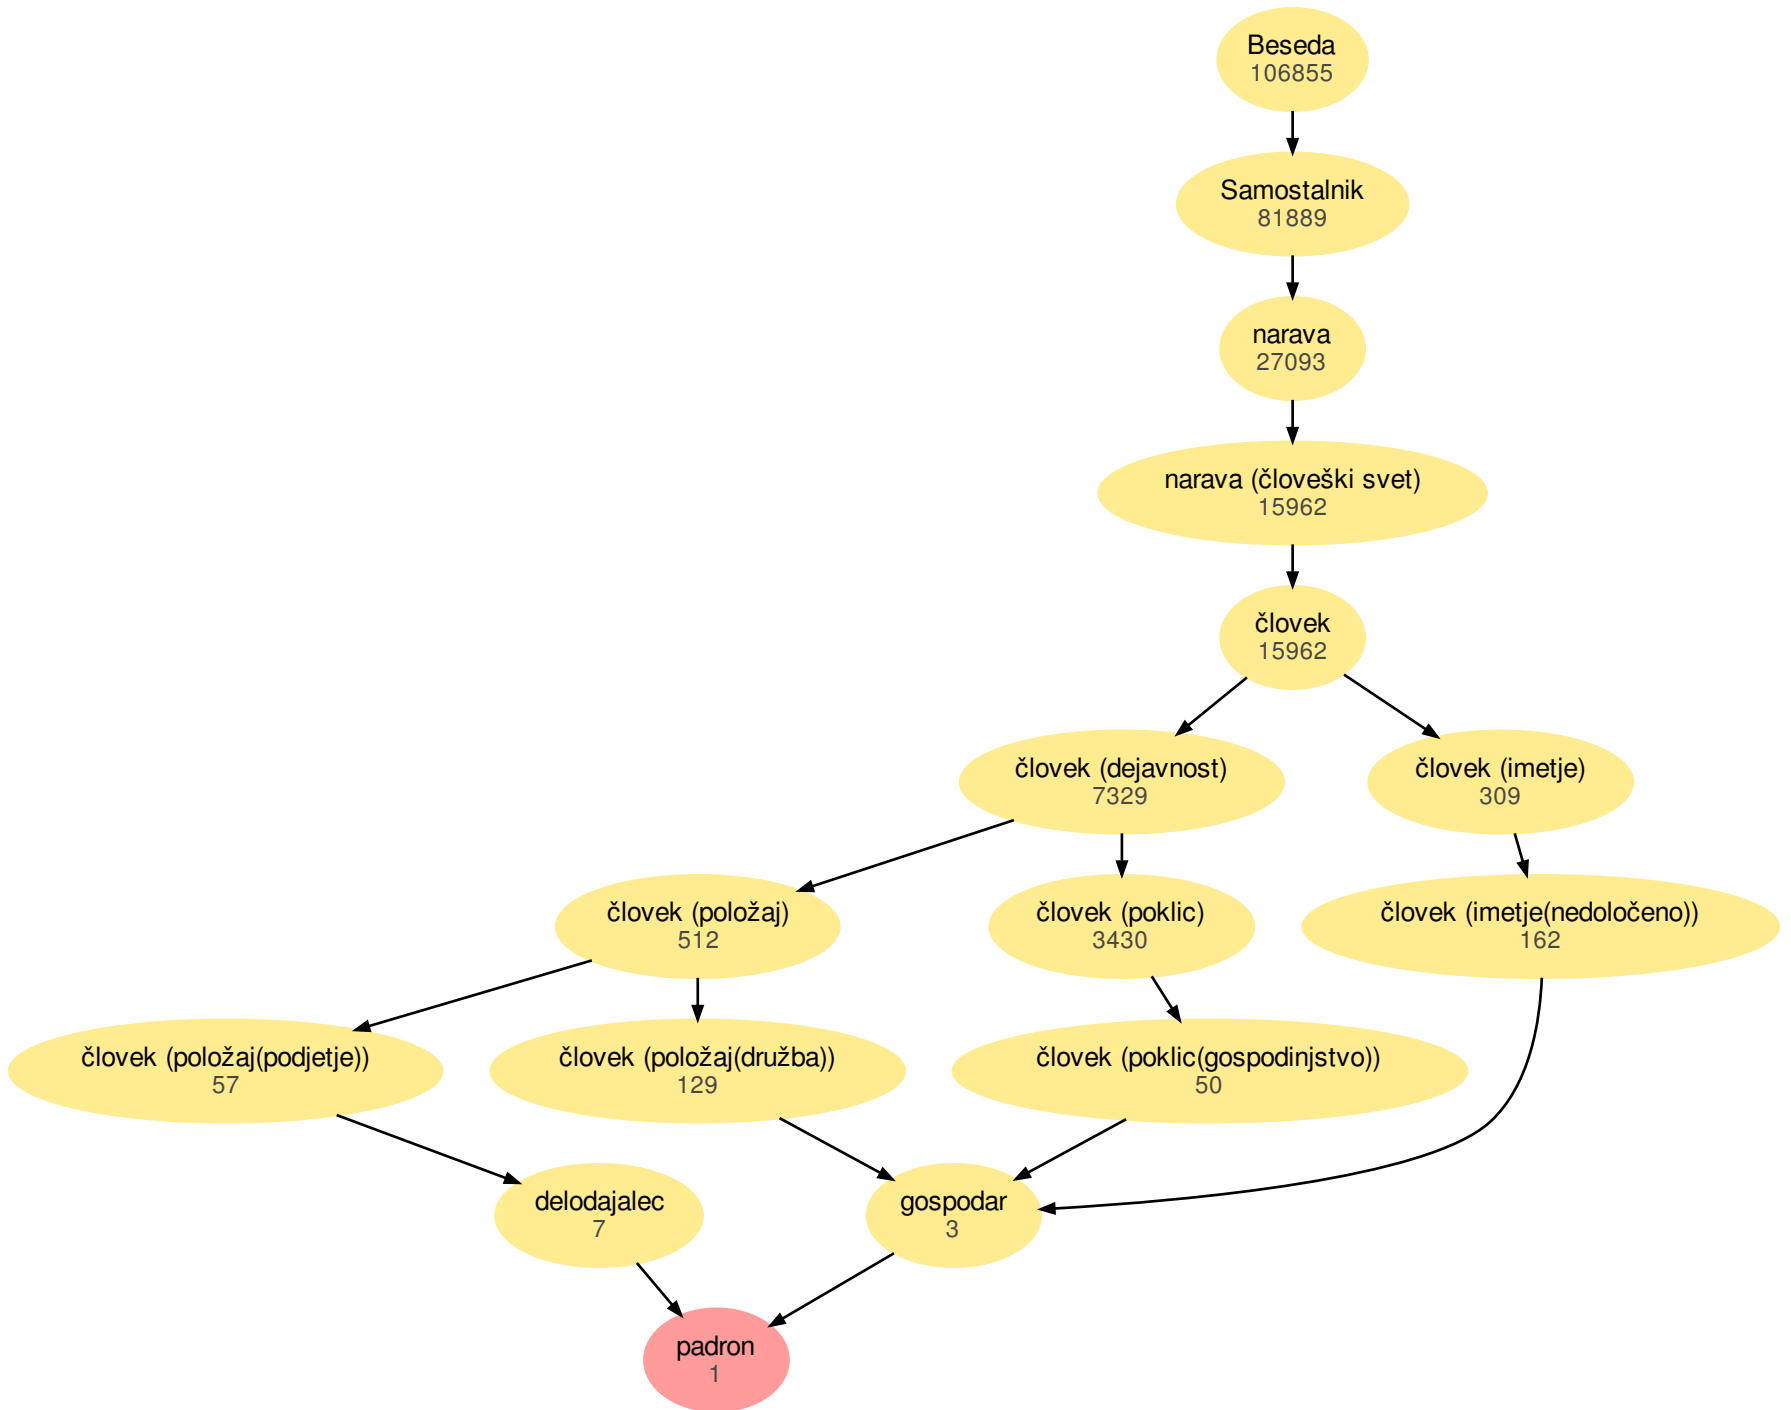 Beseda
106855
Samostalnik
81889
narava
27093
narava (človeški svet)
15962
človek
15962
človek (dejavnost)
7329
človek (imetje)
309
človek (položaj)
512
človek (poklic)
3430
človek (imetje(nedoločeno))
162
človek (položaj(podjetje))
57
človek (položaj(družba))
129
človek (poklic(gospodinjstvo))
50
delodajalec
7
gospodar
3
padron
1